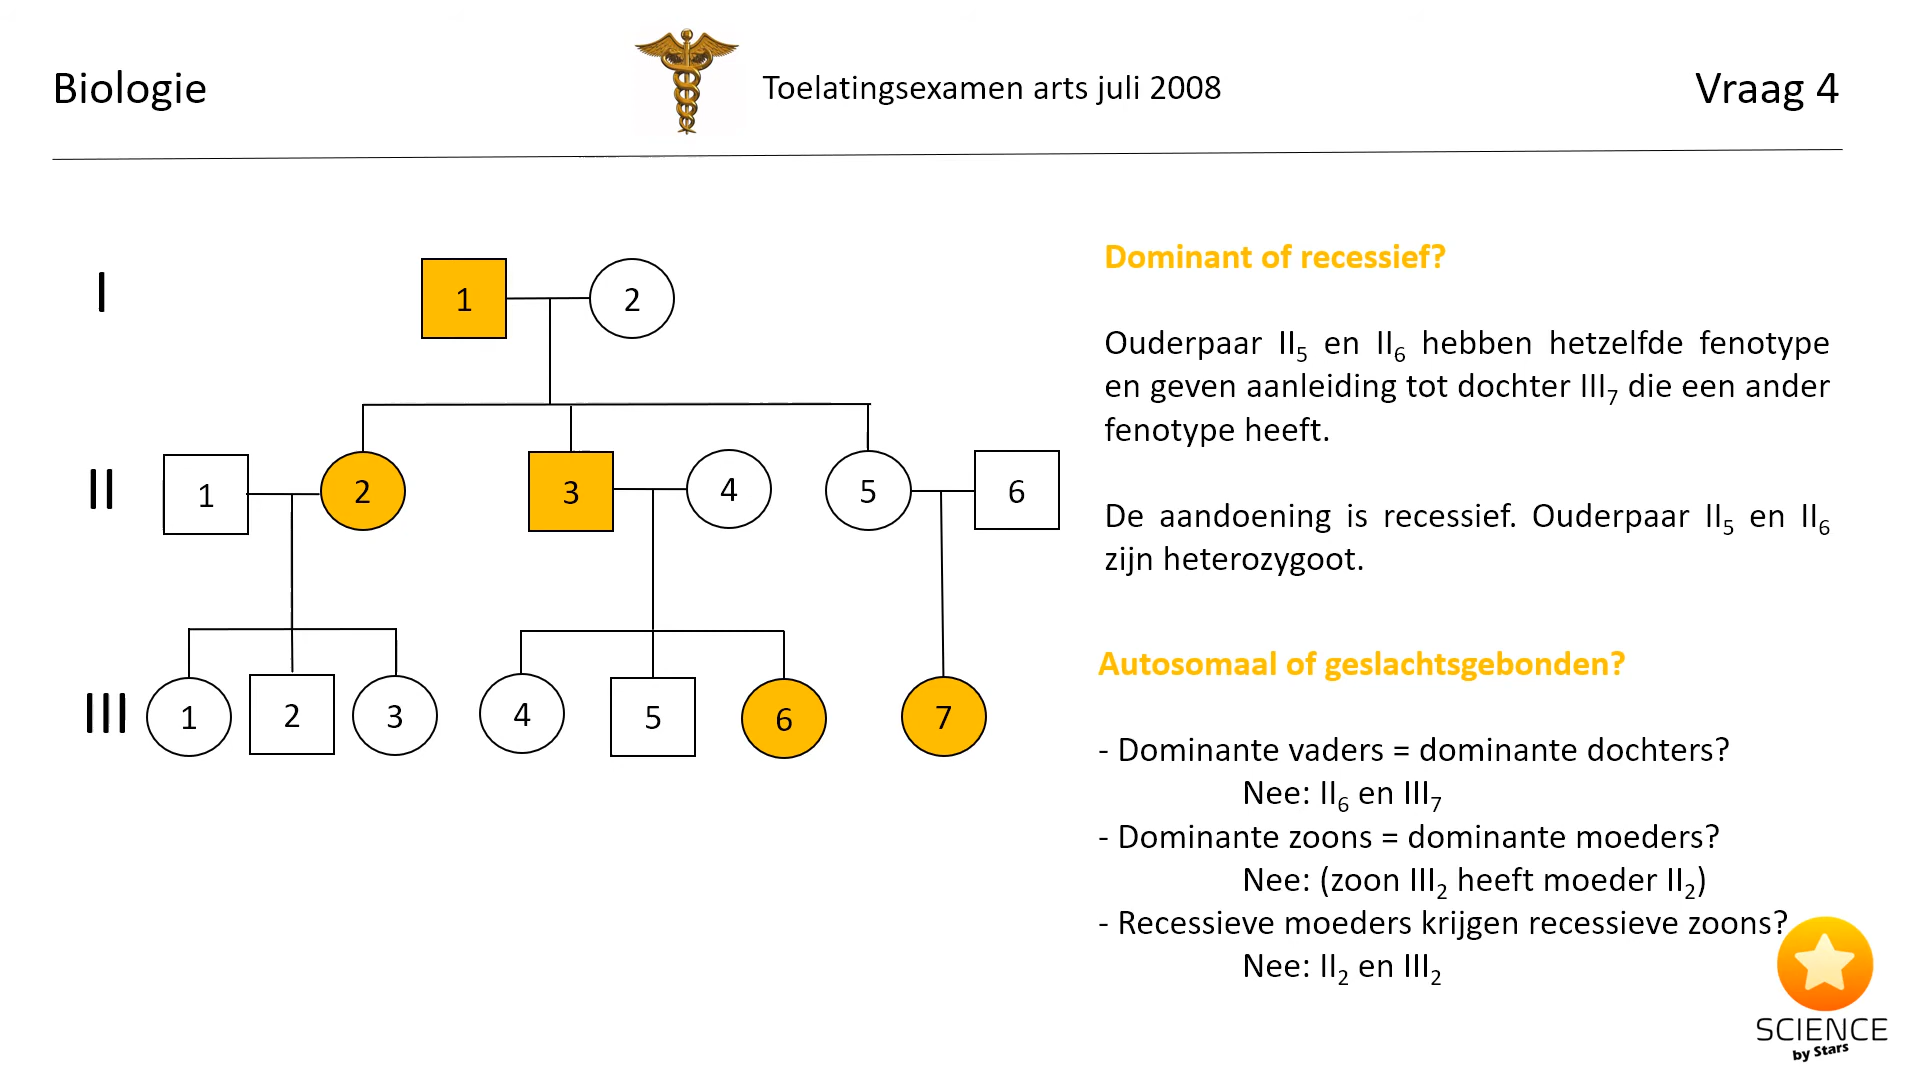 Biologie
Toelatingsexamen arts juli 2008
Vraag 4
I
1
2
II
1
2
3
4
5
6
III
1
2
3
4
5
6
7
Dominant of recessief?
Ouderpaar II₅ en II₆ hebben hetzelfde fenotype
en geven aanleiding tot dochter III₇ die een ander
fenotype heeft.
De aandoening is recessief. Ouderpaar II₅ en II₆
zijn heterozygoot.
Autosomaal of geslachtsgebonden?
- Dominante vaders = dominante dochters?
Nee: II₆ en III₇
- Dominante zoons = dominante moeders?
Nee: (zoon III₂ heeft moeder II₂)
- Recessieve moeders krijgen recessieve zoons?
Nee: II₂ en III₂
SCIENCE
by Stars